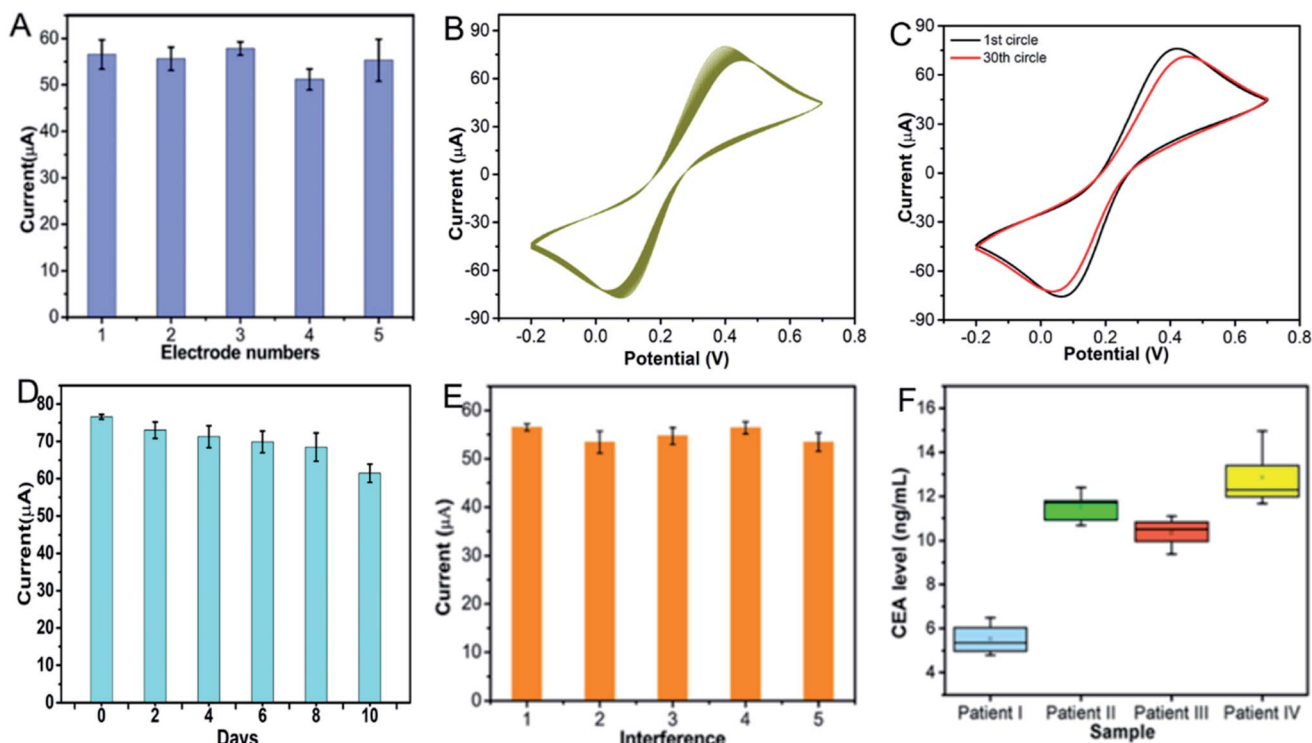 A
60
50
40
30
20
10
0
Current(μA)
1 2 3 4 5
Electrode numbers
B
90
60
30
0
-30
-60
-90
Current (μA)
-0.2 0.0 0.2 0.4 0.6 0.8
Potential (V)
C
1st circle
30th circle
90
60
30
0
-30
-60
-90
Current (μA)
-0.2 0.0 0.2 0.4 0.6 0.8
Potential (V)
D
80
70
60
50
40
30
20
10
0
Current(μA)
0 2 4 6 8 10
Days
E
60
50
40
30
20
10
0
Current (μA)
1 2 3 4 5
Interference
F
16
14
12
10
8
6
4
CEA level (ng/mL)
Patient I Patient II Patient III Patient IV
Sample